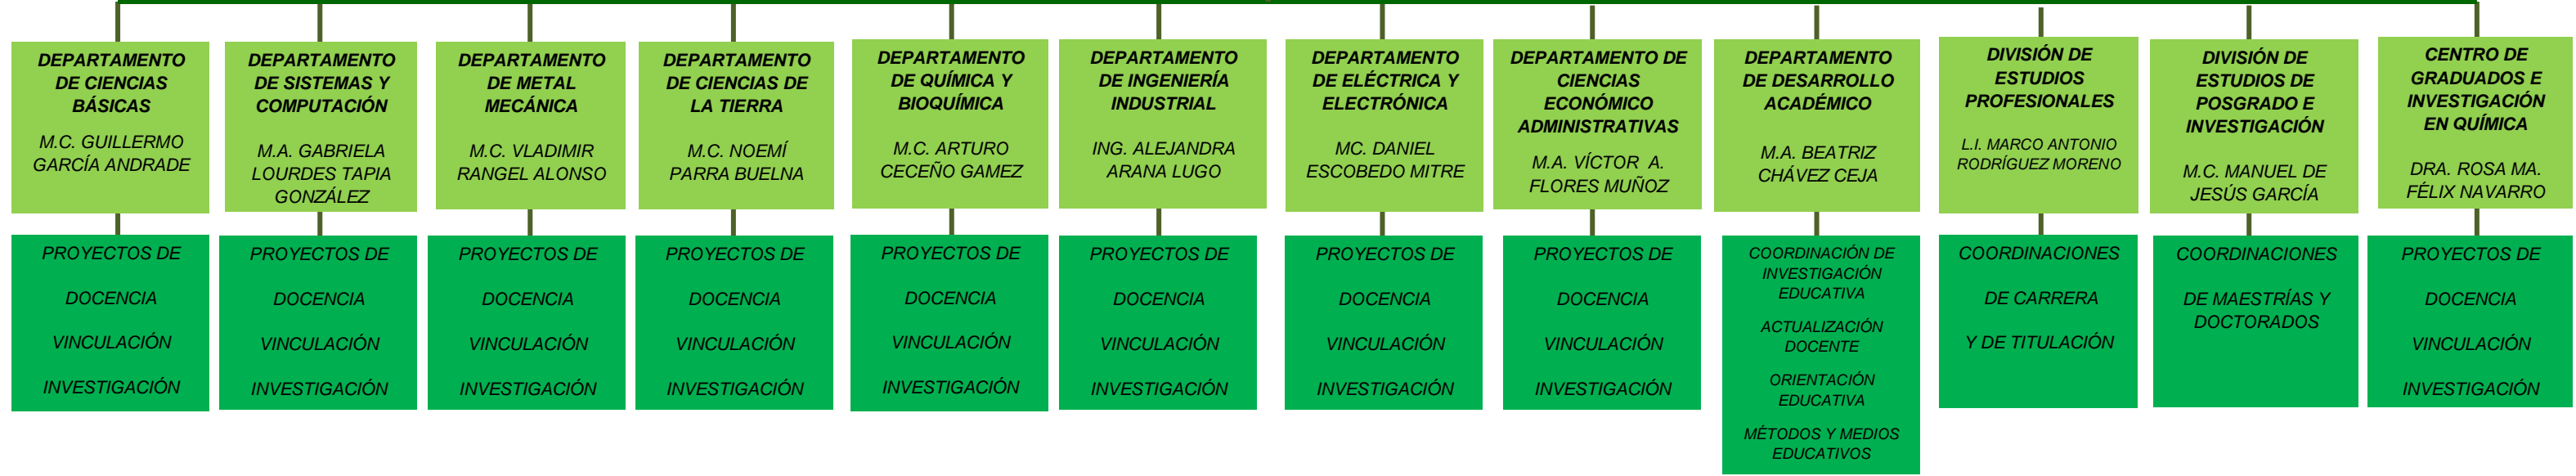 DEPARTAMENTO
DE CIENCIAS
BÁSICAS
M.C. GUILLERMO
GARCÍA ANDRADE
DEPARTAMENTO
DE SISTEMAS Y
COMPUTACIÓN
M.A. GABRIELA
LOURDES TAPIA
GONZÁLEZ
DEPARTAMENTO
DE METAL
MECÁNICA
M.C. VLADIMIR
RANGEL ALONSO
DEPARTAMENTO
DE CIENCIAS DE
LA TIERRA
M.C. NOEMÍ
PARRA BUELNA
DEPARTAMENTO
DE QUÍMICA Y
BIOQUÍMICA
M.C. ARTURO
CECEÑO GAMEZ
DEPARTAMENTO
DE INGENIERÍA
INDUSTRIAL
ING. ALEJANDRA
ARANA LUGO
DEPARTAMENTO
DE ELÉCTRICA Y
ELECTRÓNICA
MC. DANIEL
ESCOBEDO MITRE
DEPARTAMENTO DE
CIENCIAS
ECONÓMICO
ADMINISTRATIVAS
M.A. VÍCTOR A.
FLORES MUÑOZ
DEPARTAMENTO
DE DESARROLLO
ACADÉMICO
M.A. BEATRIZ
CHÁVEZ CEJA
DIVISIÓN DE
ESTUDIOS
PROFESIONALES
L.I. MARCO ANTONIO
RODRÍGUEZ MORENO
DIVISIÓN DE
ESTUDIOS DE
POSGRADO E
INVESTIGACIÓN
M.C. MANUEL DE
JESÚS GARCÍA
CENTRO DE
GRADUADOS E
INVESTIGACIÓN
EN QUÍMICA
DRA. ROSA MA.
FÉLIX NAVARRO
PROYECTOS DE
DOCENCIA
VINCULACIÓN
INVESTIGACIÓN
PROYECTOS DE
DOCENCIA
VINCULACIÓN
INVESTIGACIÓN
PROYECTOS DE
DOCENCIA
VINCULACIÓN
INVESTIGACIÓN
PROYECTOS DE
DOCENCIA
VINCULACIÓN
INVESTIGACIÓN
PROYECTOS DE
DOCENCIA
VINCULACIÓN
INVESTIGACIÓN
PROYECTOS DE
DOCENCIA
VINCULACIÓN
INVESTIGACIÓN
PROYECTOS DE
DOCENCIA
VINCULACIÓN
INVESTIGACIÓN
PROYECTOS DE
DOCENCIA
VINCULACIÓN
INVESTIGACIÓN
COORDINACIÓN DE
INVESTIGACIÓN
EDUCATIVA
ACTUALIZACIÓN
DOCENTE
ORIENTACIÓN
EDUCATIVA
MÉTODOS Y MEDIOS
EDUCATIVOS
COORDINACIONES
DE CARRERA
Y DE TITULACIÓN
COORDINACIONES
DE MAESTRÍAS Y
DOCTORADOS
PROYECTOS DE
DOCENCIA
VINCULACIÓN
INVESTIGACIÓN